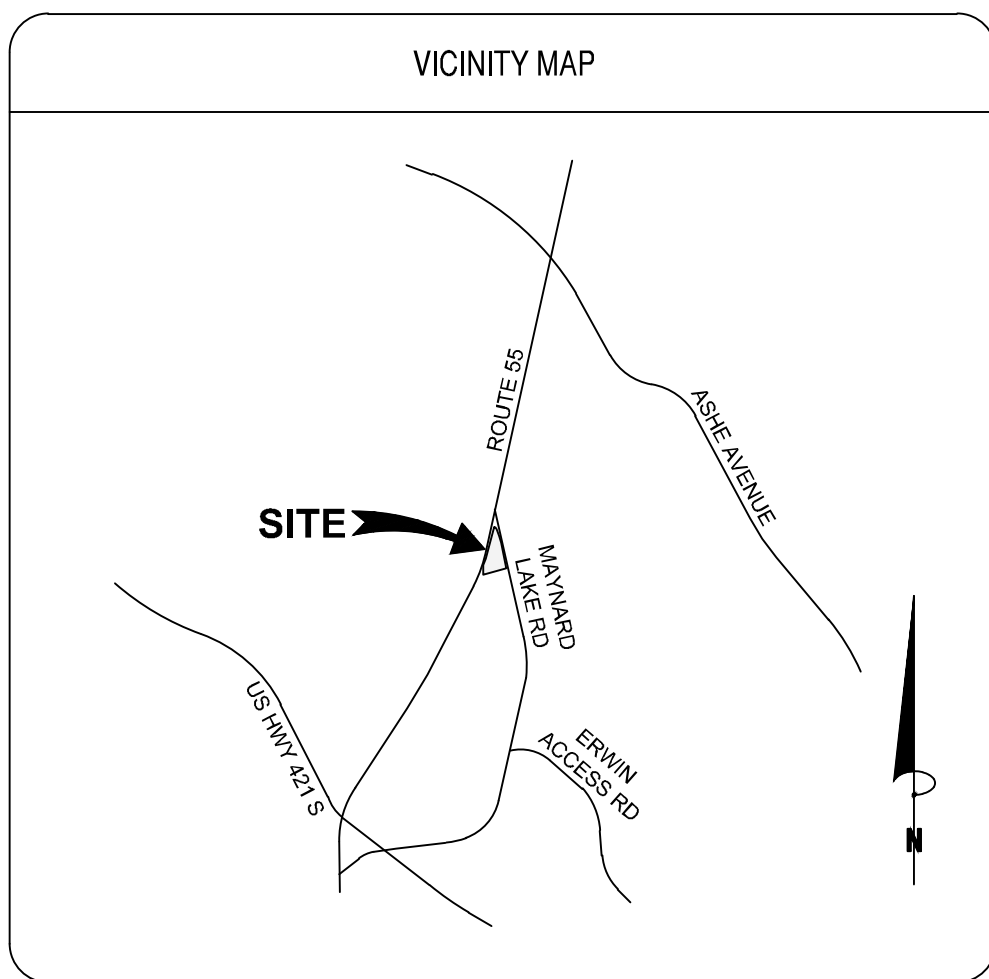 VICINITY MAP
ROUTE 55
ASHE AVENUE
SITE
MAYNARD
LAKE RD
US HWY 421 S
ERWIN
ACCESS RD
N